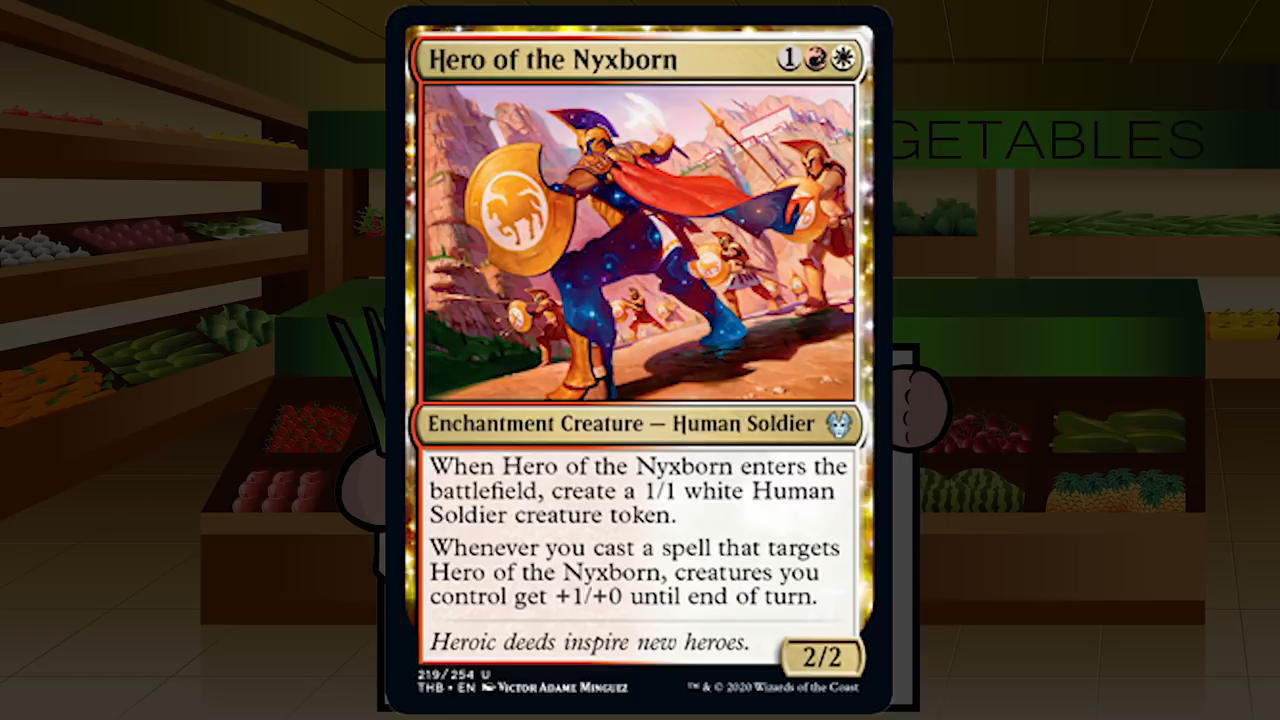 Hero of the Nyxborn 1
GETABLES
Enchantment Creature — Human Soldier
When Hero of the Nyxborn enters the
battlefield, create a 1/1 white Human
Soldier creature token.
Whenever you cast a spell that targets
Hero of the Nyxborn, creatures you
control get +1/+0 until end of turn.
Heroic deeds inspire new heroes.
2/2
219/254 U
THB • EN Victor Adame Minguez
™ & © 2020 Wizards of the Coast